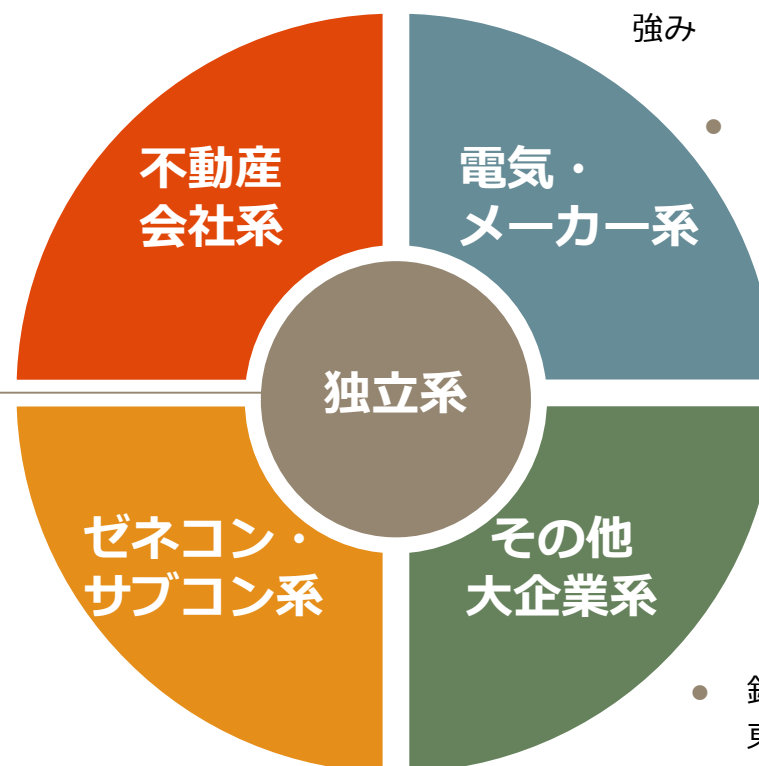 強み
不動産
会社系
電気・
メーカー系
独立系
ゼネコン・
サブコン系
その他
大企業系